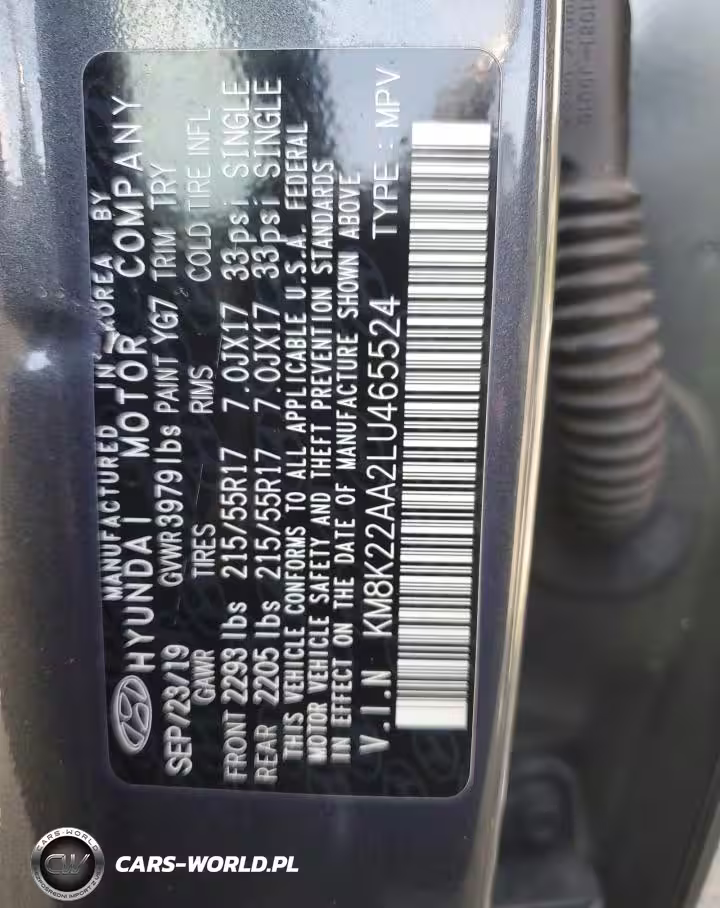 MANUFACTURED IN KOREA BY
HYUNDAI MOTOR COMPANY
SEP/23/19 GVWR 3979 lbs PAINT YG7 TRIM TRY
GAWR TIRES RIMS COLD TIRE INFL
FRONT 2293 lbs 215/55R17 7.0JX17 33psi SINGLE
REAR 2205 lbs 215/55R17 7.0JX17 33psi SINGLE
THIS VEHICLE CONFORMS TO ALL APPLICABLE U.S.A. FEDERAL
MOTOR VEHICLE SAFETY AND THEFT PREVENTION STANDARDS
IN EFFECT ON THE DATE OF MANUFACTURE SHOWN ABOVE
V.I.N KM8K22AA2LU465524 TYPE : MPV
CARS-WORLD
CW
CARS-WORLD.PL